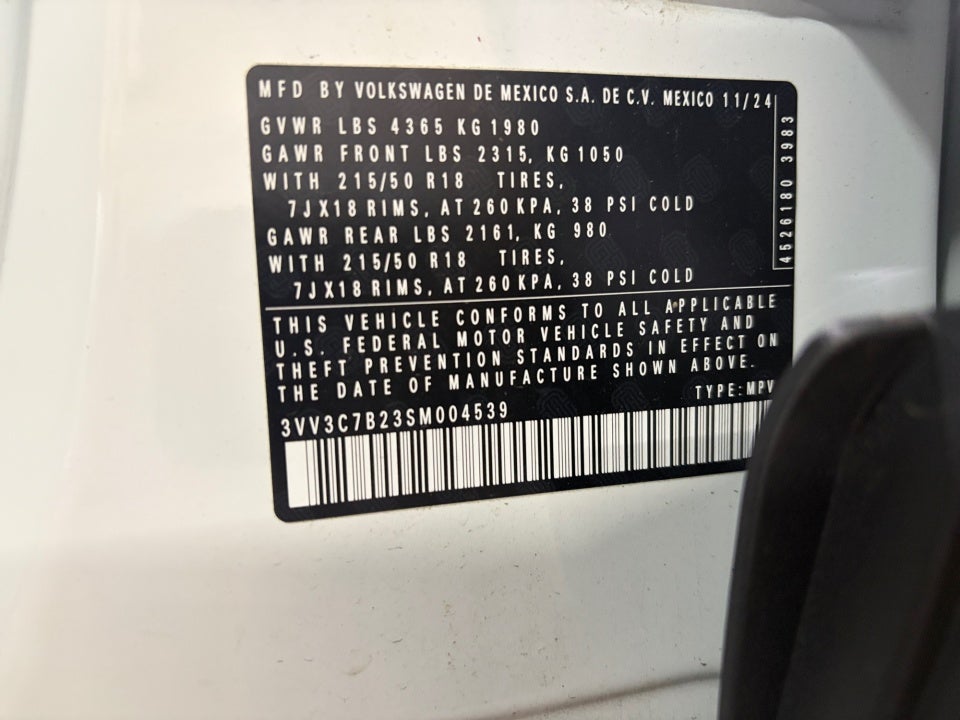 MFD BY VOLKSWAGEN DE MEXICO S.A. DE C.V. MEXICO 11/24
GVWR LBS 4365 KG 1980
GAWR FRONT LBS 2315, KG 1050
WITH 215/50 R18 TIRES,
7J X18 RIMS, AT 260 KPA, 38 PSI COLD
GAWR REAR LBS 2161, KG 980
WITH 215/50 R18 TIRES,
7J X18 RIMS, AT 260 KPA, 38 PSI COLD
4526180 3983
THIS VEHICLE CONFORMS TO ALL APPLICABLE
U.S. FEDERAL MOTOR VEHICLE SAFETY AND
THEFT PREVENTION STANDARDS IN EFFECT ON
THE DATE OF MANUFACTURE SHOWN ABOVE.
TYPE: MPV
3VV3C7B23SM004539